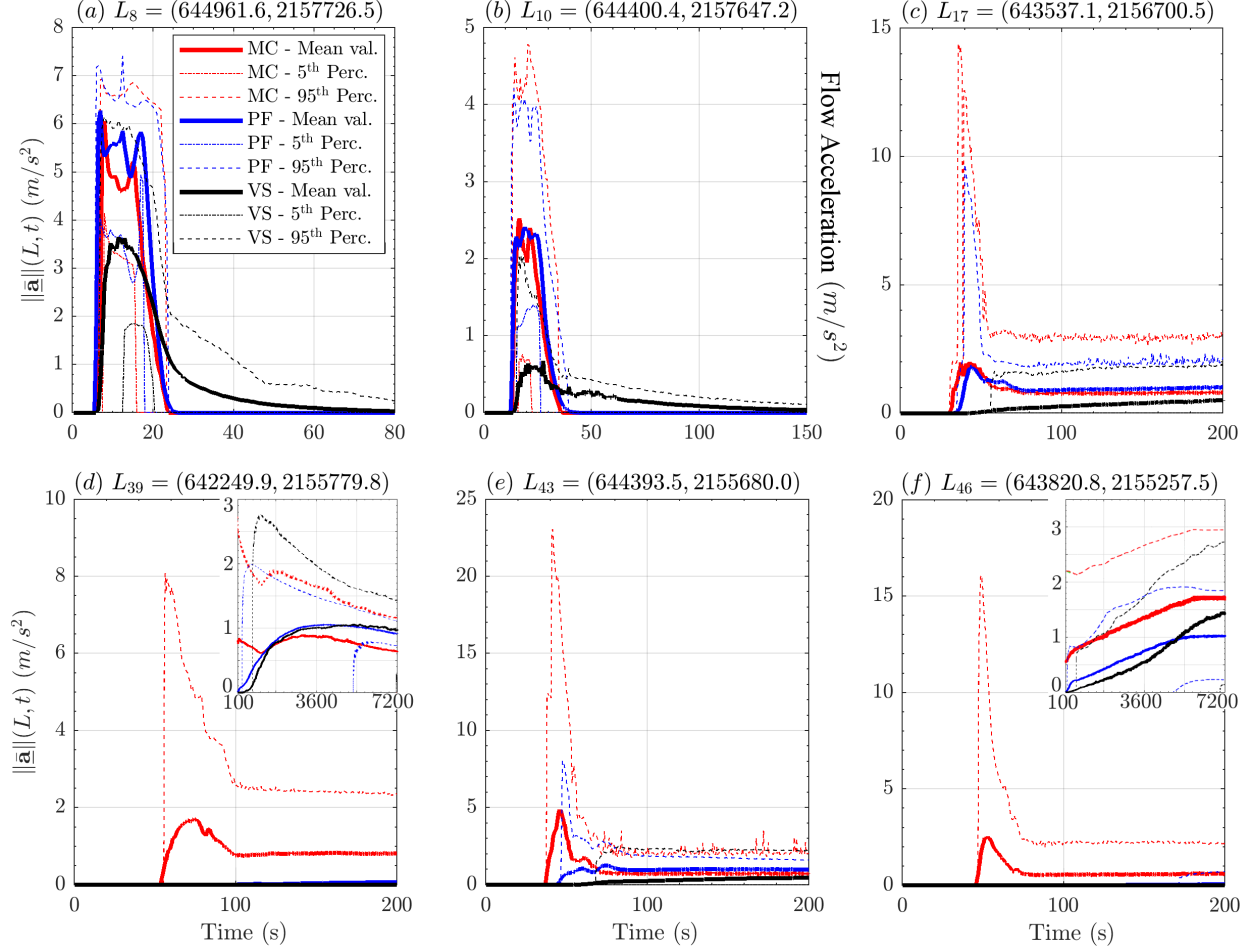 (a) L₈ = (644961.6, 2157726.5)
(b) L₁₀ = (644400.4, 2157647.2)
(c) L₁₇ = (643537.1, 2156700.5)
MC - Mean val.
MC - 5th Perc.
MC - 95th Perc.
PF - Mean val.
PF - 5th Perc.
PF - 95th Perc.
VS - Mean val.
VS - 5th Perc.
VS - 95th Perc.
||a̲̅||(L, t) (m/s²)
8
7
6
5
4
3
2
1
0
0 20 40 60 80
5
4
3
2
1
0
0 50 100 150
Flow Acceleration (m/s²)
15
10
5
0
0 100 200
(d) L₃₉ = (642249.9, 2155779.8)
(e) L₄₃ = (644393.5, 2155680.0)
(f) L₄₆ = (643820.8, 2155257.5)
||a̲̅||(L, t) (m/s²)
10
8
6
4
2
0
0 100 200
3
2
1
0
100 3600 7200
25
20
15
10
5
0
0 100 200
20
15
10
5
0
0 100 200
3
2
1
0
100 3600 7200
Time (s)
Time (s)
Time (s)